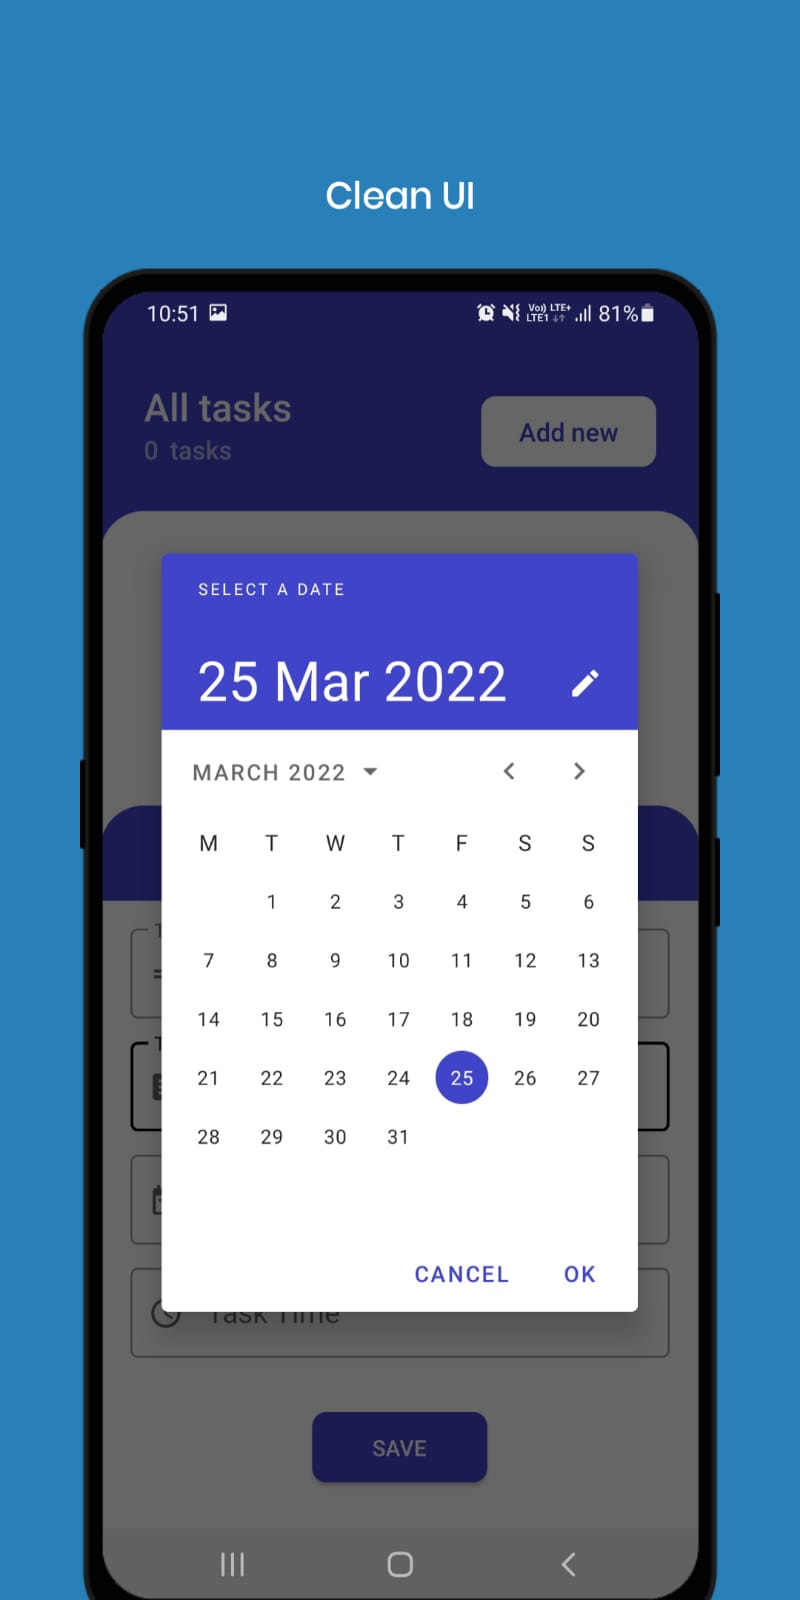 Clean UI
10:51 Vo)) LTE+ LTE1 81%
All tasks
0 tasks
Add new
SELECT A DATE
25 Mar 2022
MARCH 2022
M T W T F S S
1 2 3 4 5 6
7 8 9 10 11 12 13
14 15 16 17 18 19 20
21 22 23 24 25 26 27
28 29 30 31
CANCEL OK
Task Time
SAVE